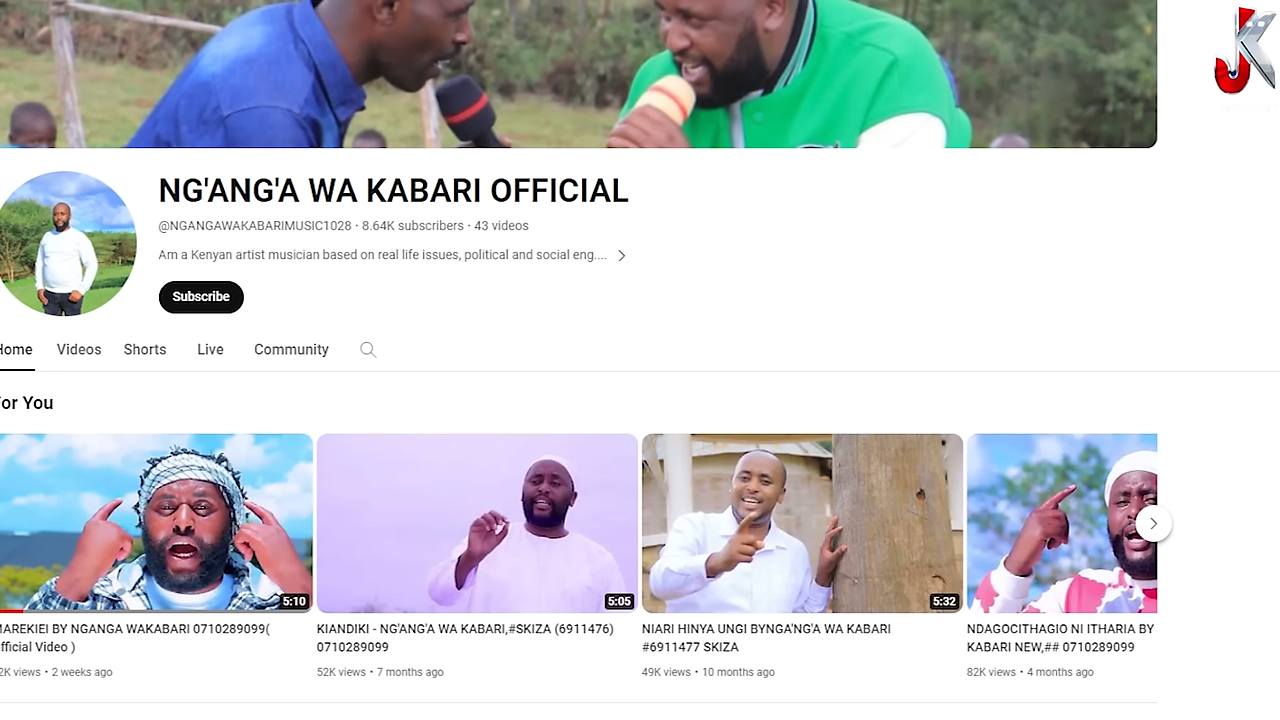 JK
NG'ANG'A WA KABARI OFFICIAL
@NGANGAWAKABARIMUSIC1028 · 8.64K subscribers · 43 videos
Am a Kenyan artist musician based on real life issues, political and social eng....
Subscribe
Home Videos Shorts Live Community
For You
5:10 5:05 5:32
MAREKIEI BY NGANGA WAKABARI 0710289099(
Official Video )
2K views • 2 weeks ago
KIANDIKI - NG'ANG'A WA KABARI,#SKIZA (6911476)
0710289099
52K views • 7 months ago
NIARI HINYA UNGI BYNGA'NG'A WA KABARI
#6911477 SKIZA
49K views • 10 months ago
NDAGOCITHAGIO NI ITHARIA BY
KABARI NEW,## 0710289099
82K views • 4 months ago